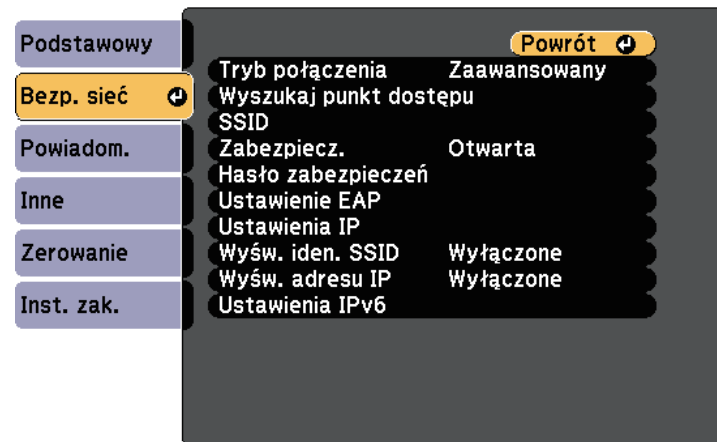 Podstawowy
Bezp. sieć
Powiadom.
Inne
Zerowanie
Inst. zak.
Powrót
Tryb połączenia Zaawansowany
Wyszukaj punkt dostępu
SSID
Zabezpiecz. Otwarta
Hasło zabezpieczeń
Ustawienie EAP
Ustawienia IP
Wyśw. iden. SSID Wyłączone
Wyśw. adresu IP Wyłączone
Ustawienia IPv6